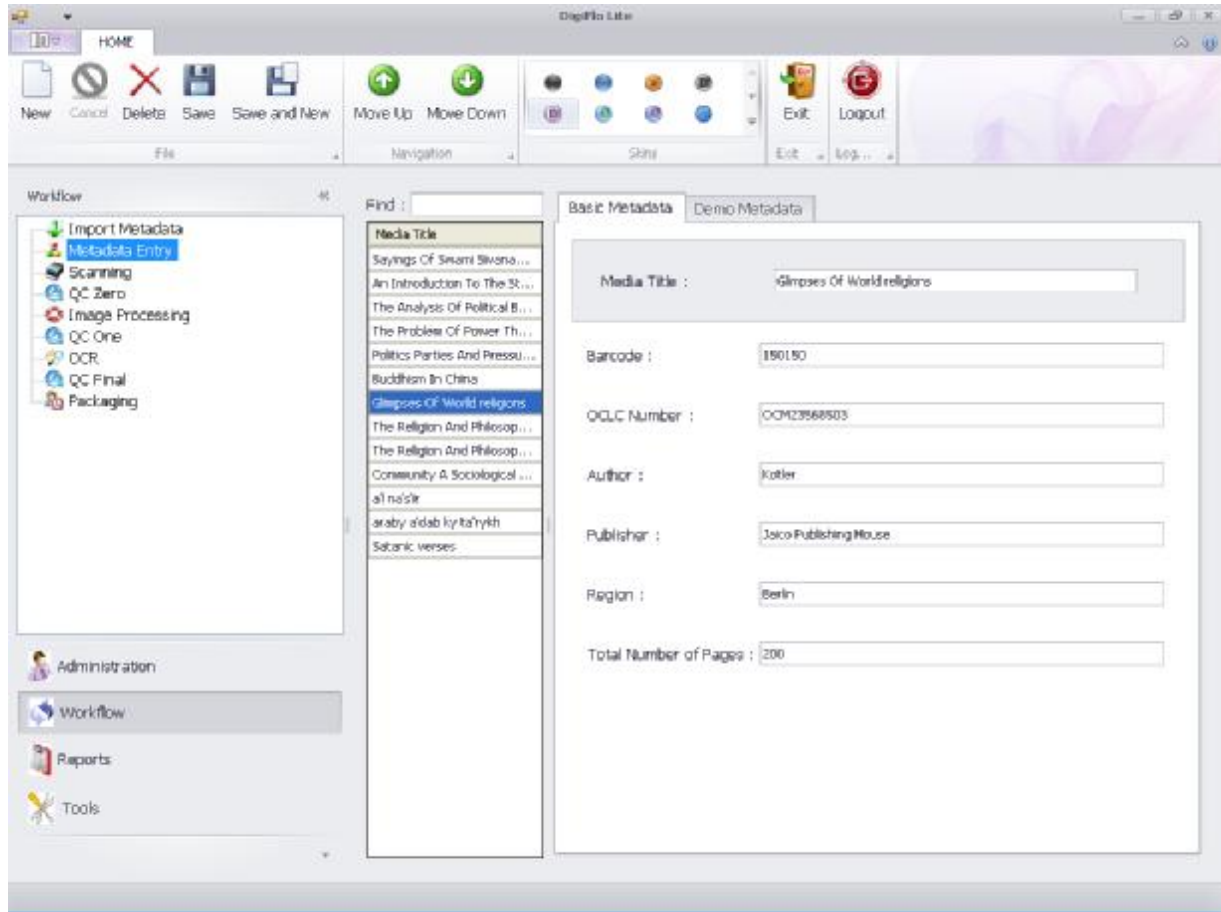 DigiFlo Lite
HOME
New
Cancel
Delete
Save
Save and New
Move Up
Move Down
Exit
Logout
File
Navigation
Skins
Exit
Log...
Workflow
Import Metadata
Metadata Entry
Scanning
QC Zero
Image Processing
QC One
OCR
QC Final
Packaging
Administration
Workflow
Reports
Tools
Find :
Media Title
Sayings Of Swami Sivana...
An Introduction To The St...
The Analysis Of Political B...
The Problem Of Power Th...
Politics Parties And Pressu...
Buddhism In China
Glimpses Of World religions
The Religion And Philosop...
The Religion And Philosop...
Community A Sociological ...
a'l na's'ir
araby a'dab ky ta'rykh
Satanic verses
Basic Metadata
Demo Metadata
Media Title :
Glimpses Of World religions
Barcode :
150150
OCLC Number :
OCM23568503
Author :
Kotler
Publisher :
Jaico Publishing House
Region :
Berlin
Total Number of Pages :
200